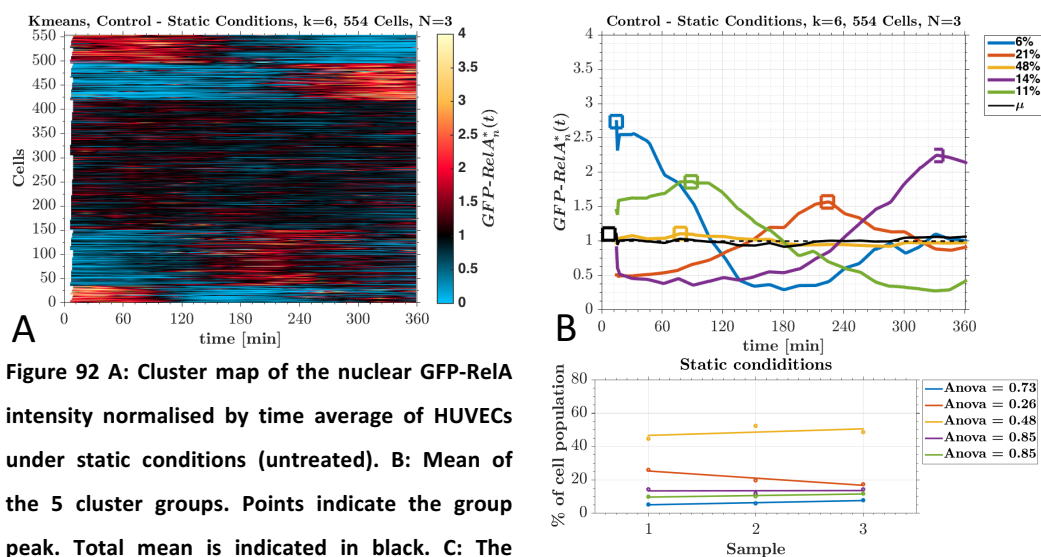 Kmeans, Control - Static Conditions, k=6, 554 Cells, N=3
550
500
450
400
350
300
250
200
150
100
50
0
Cells
0 60 120 180 240 300 360
time [min]
4
3.5
3
2.5
2
1.5
1
0.5
0
GFP-RelA*n(t)
A
Control - Static Conditions, k=6, 554 Cells, N=3
4
3.5
3
2.5
2
1.5
1
0.5
0
GFP-RelA*n(t)
0 60 120 180 240 300 361
time [min]
6%
21%
48%
14%
11%
μ
B
Figure 92 A: Cluster map of the nuclear GFP-RelA
intensity normalised by time average of HUVECs
under static conditions (untreated). B: Mean of
the 5 cluster groups. Points indicate the group
peak. Total mean is indicated in black. C: The
Static condiditions
80
60
40
20
0
% of cell population
1 2 3
Sample
Anova = 0.73
Anova = 0.26
Anova = 0.48
Anova = 0.85
Anova = 0.85